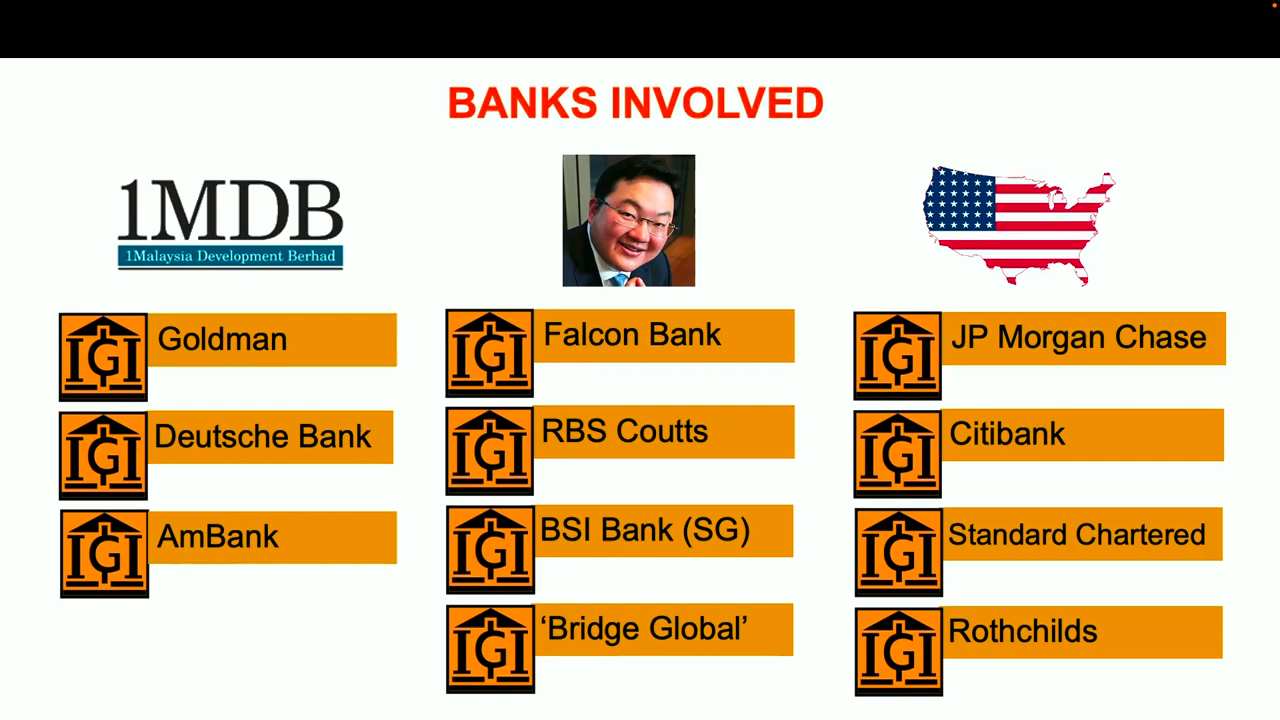 BANKS INVOLVED
1MDB
1Malaysia Development Berhad
Goldman
Deutsche Bank
AmBank
Falcon Bank
RBS Coutts
BSI Bank (SG)
‘Bridge Global’
JP Morgan Chase
Citibank
Standard Chartered
Rothchilds